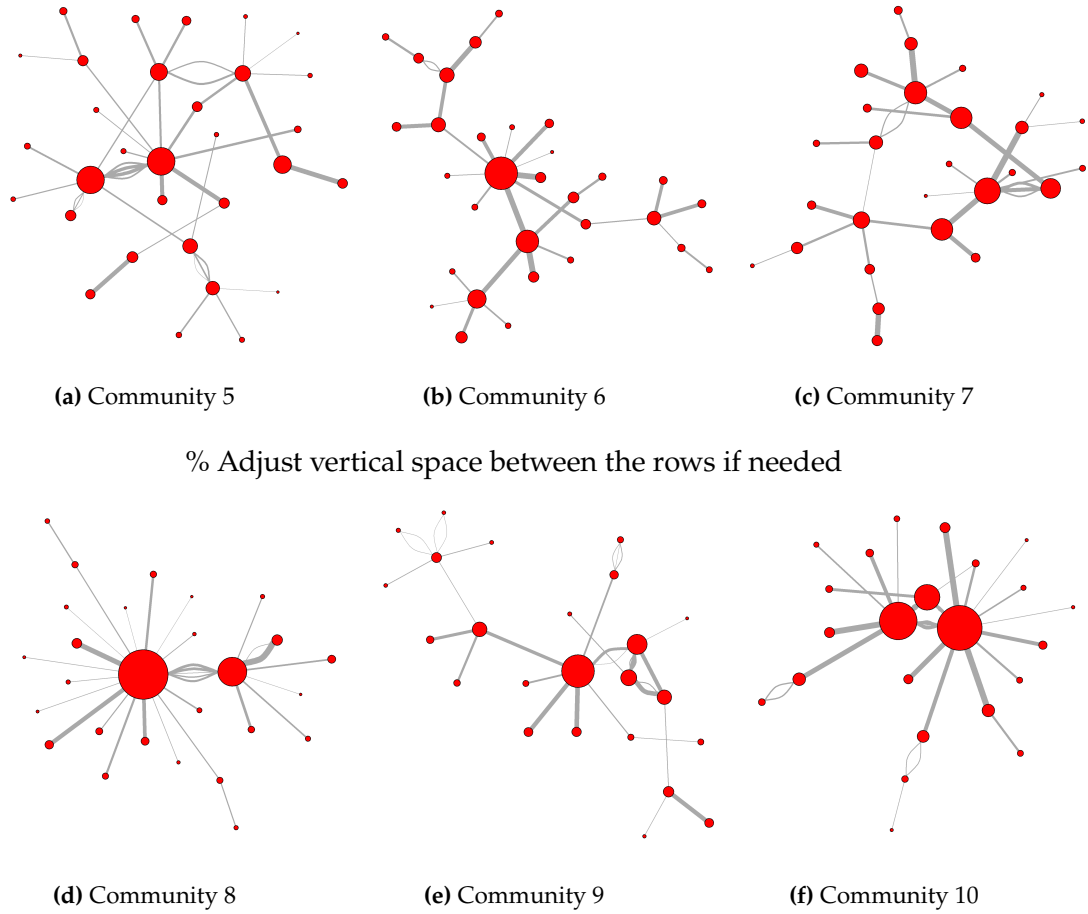 (a) Community 5
(b) Community 6
(c) Community 7
% Adjust vertical space between the rows if needed
(d) Community 8
(e) Community 9
(f) Community 10